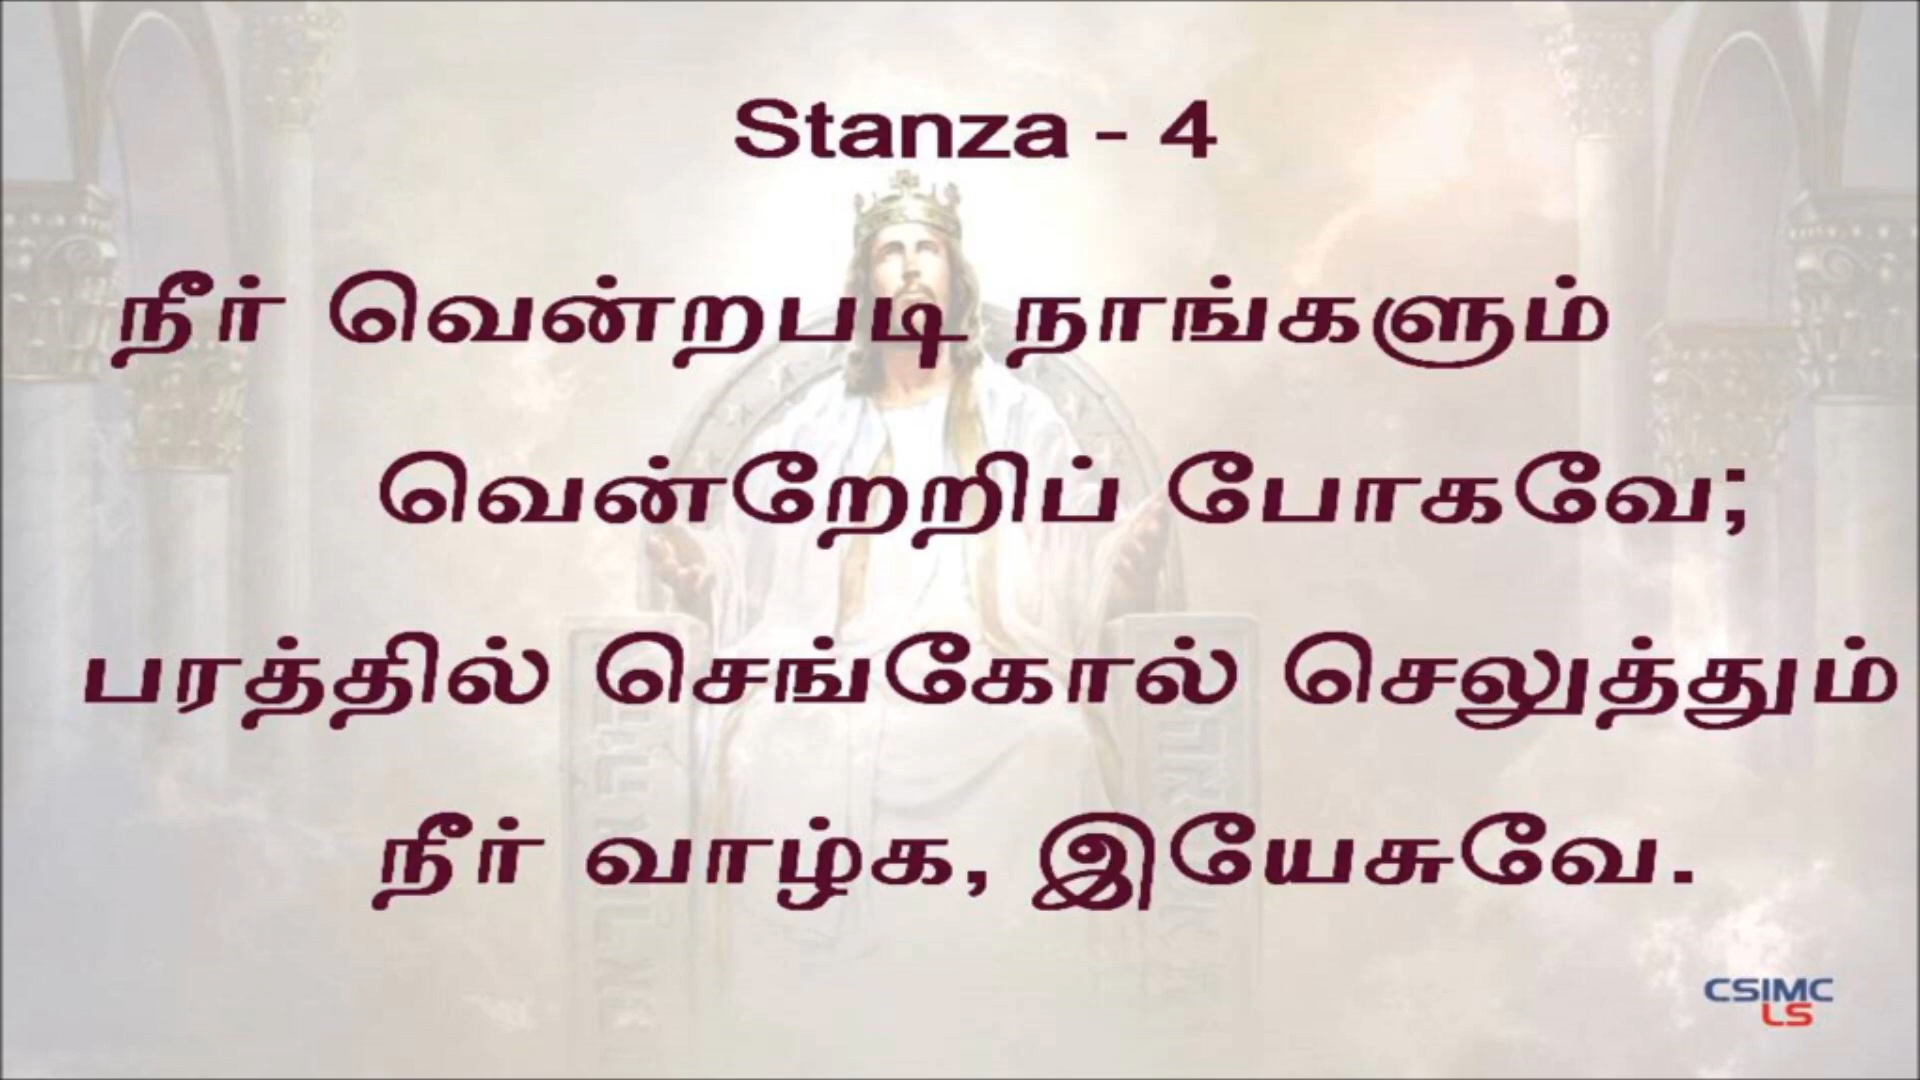 Stanza - 4
நீர் வென்றபடி நாங்களும்
வென்றேறிப் போகவே;
பரத்தில் செங்கோல் செலுத்தும்
நீர் வாழ்க, இயேசுவே.
CSIMC
LS